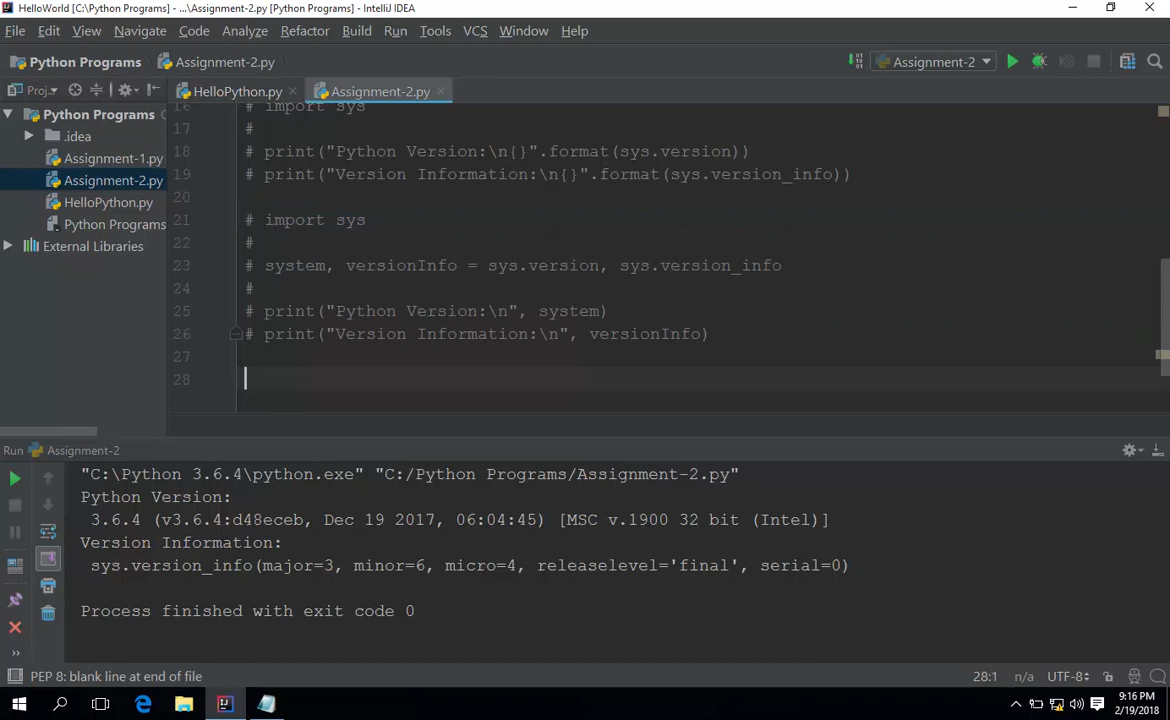 HelloWorld [C:\Python Programs] - ...\Assignment-2.py [Python Programs] - IntelliJ IDEA
File Edit View Navigate Code Analyze Refactor Build Run Tools VCS Window Help
Python Programs Assignment-2.py Assignment-2
Proj.. HelloPython.py Assignment-2.py
Python Programs C
.idea
Assignment-1.py
Assignment-2.py
HelloPython.py
Python Programs
External Libraries
16 # import sys
17 #
18 # print("Python Version:\n{}".format(sys.version))
19 # print("Version Information:\n{}".format(sys.version_info))
20
21 # import sys
22 #
23 # system, versionInfo = sys.version, sys.version_info
24 #
25 # print("Python Version:\n", system)
26 # print("Version Information:\n", versionInfo)
27
28
Run Assignment-2
"C:\Python 3.6.4\python.exe" "C:/Python Programs/Assignment-2.py"
Python Version:
3.6.4 (v3.6.4:d48eceb, Dec 19 2017, 06:04:45) [MSC v.1900 32 bit (Intel)]
Version Information:
sys.version_info(major=3, minor=6, micro=4, releaselevel='final', serial=0)
Process finished with exit code 0
PEP 8: blank line at end of file 28:1 n/a UTF-8
9:16 PM
2/19/2018